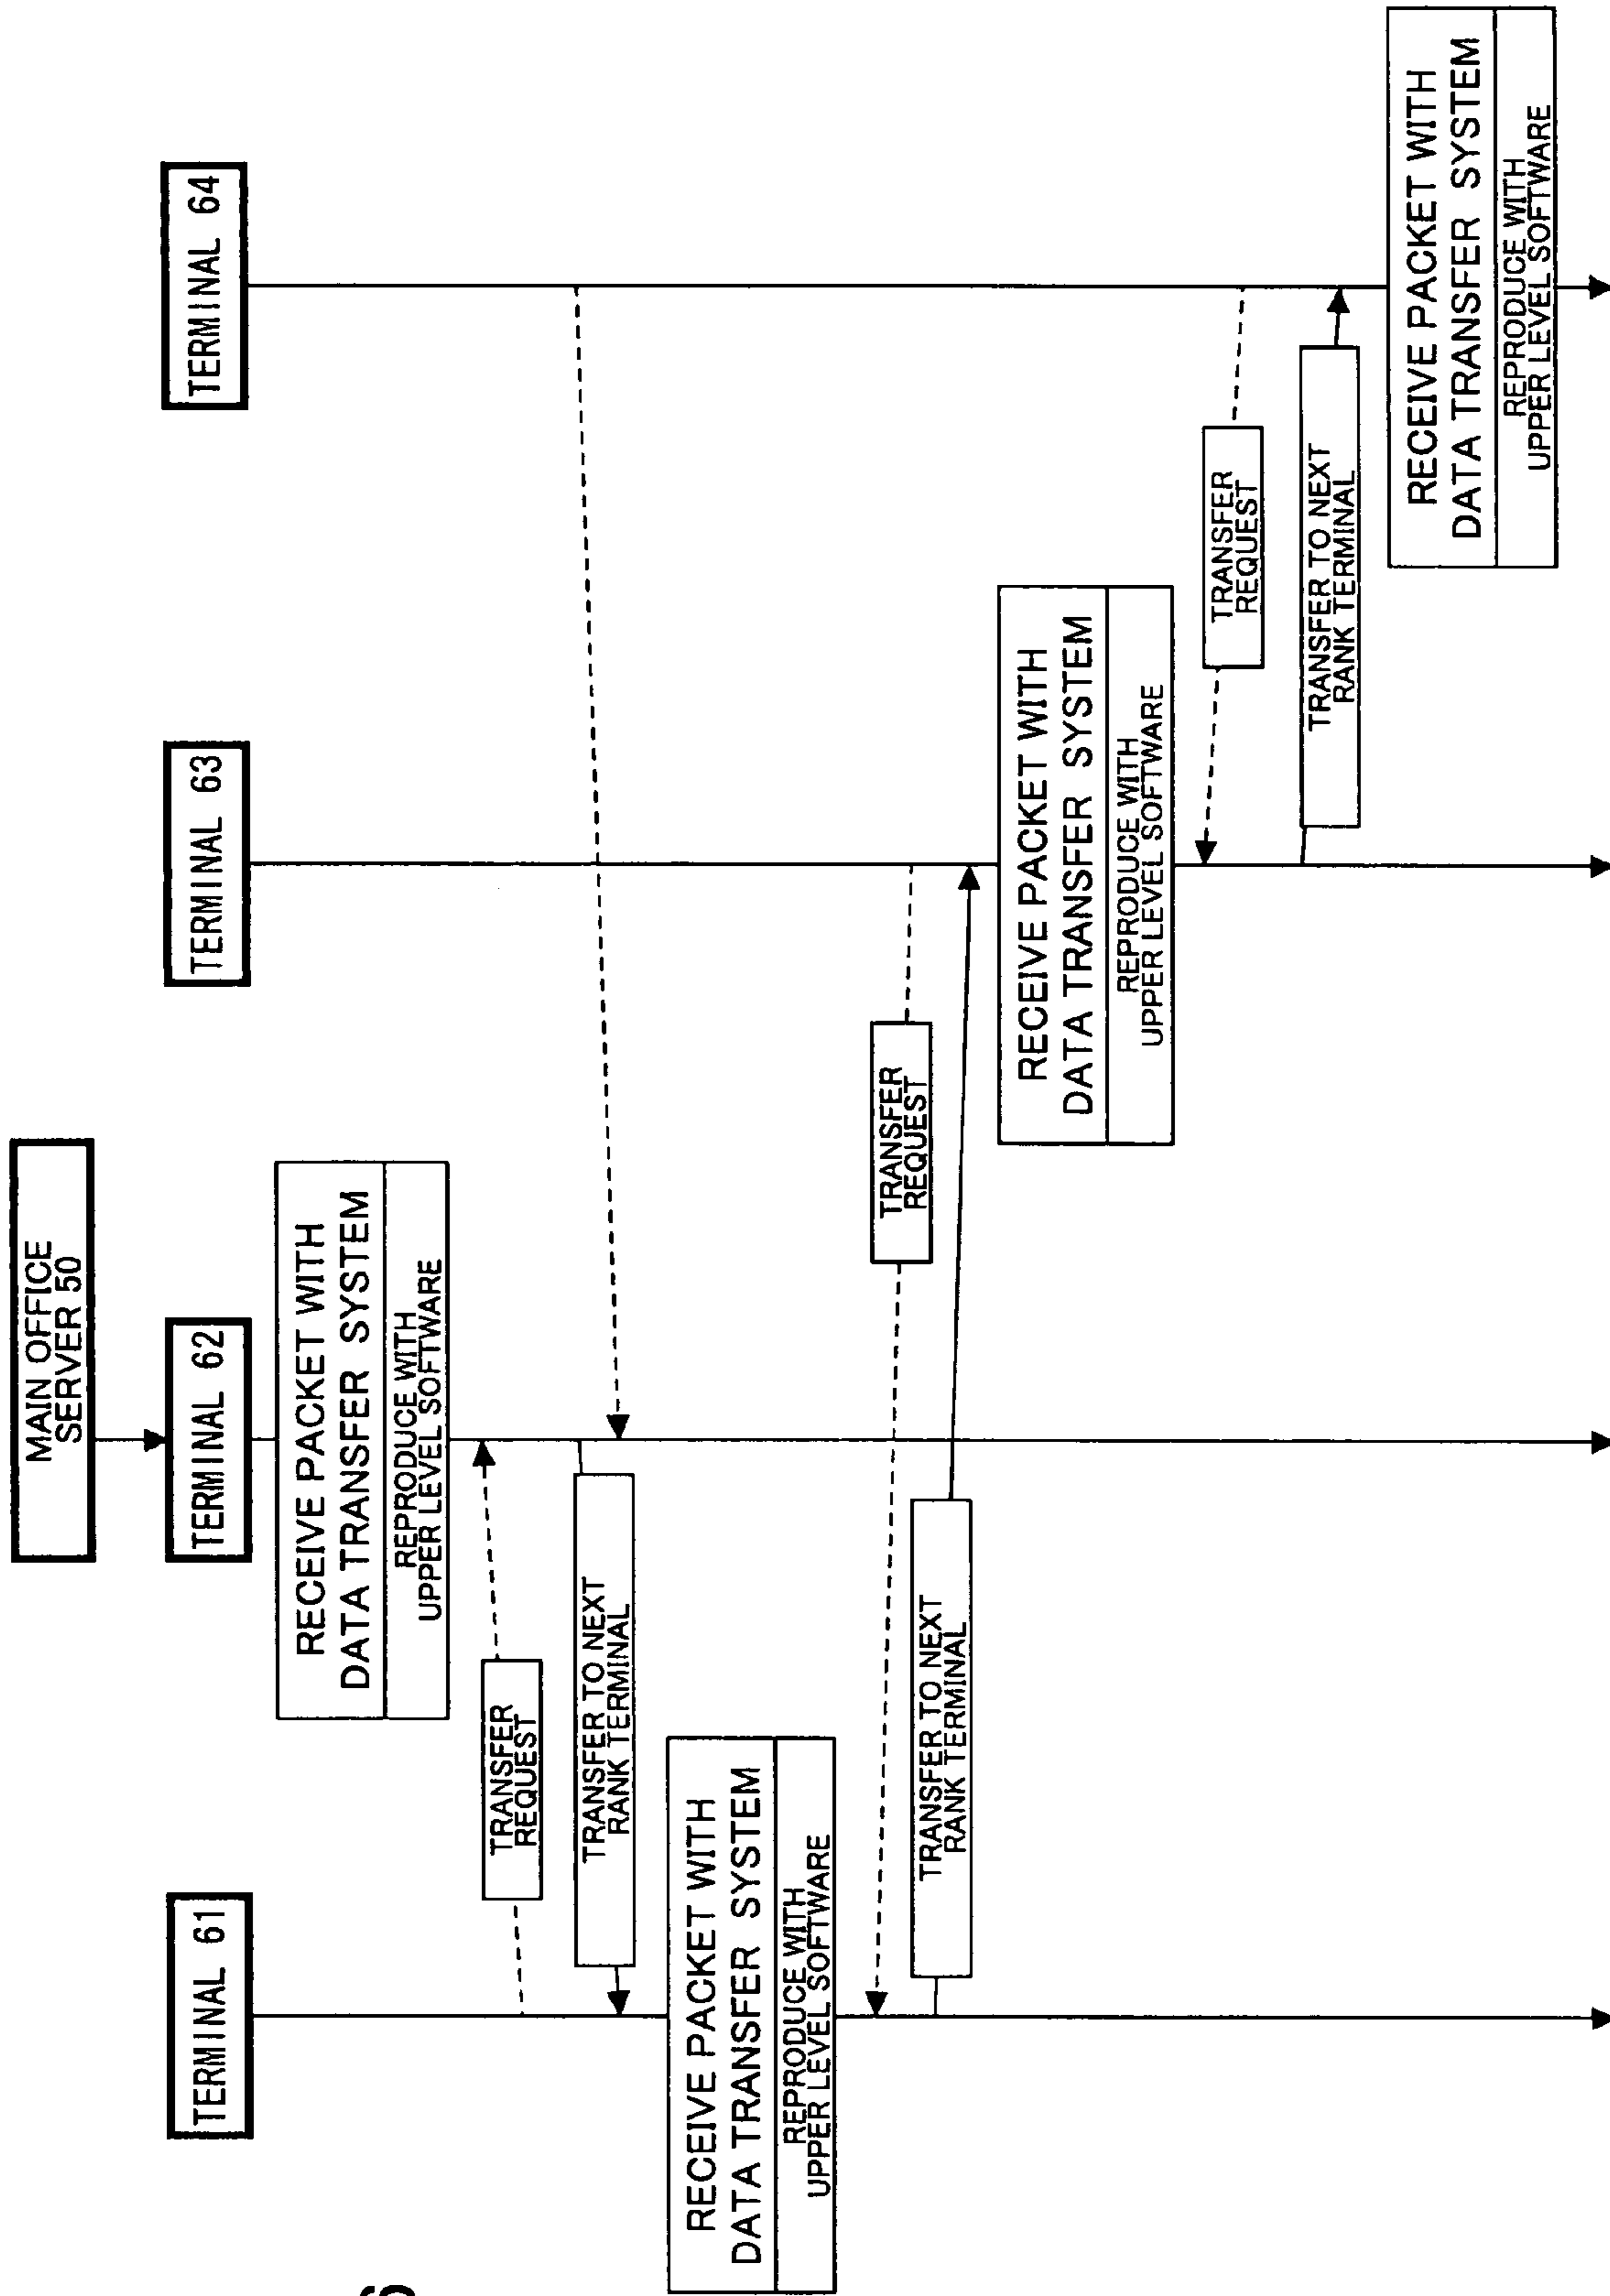 MAIN OFFICE
SERVER 50
TERMINAL 61
TERMINAL 62
TERMINAL 63
TERMINAL 64
RECEIVE PACKET WITH
DATA TRANSFER SYSTEM
REPRODUCE WITH
UPPER LEVEL SOFTWARE
TRANSFER
REQUEST
TRANSFER TO NEXT
RANK TERMINAL
RECEIVE PACKET WITH
DATA TRANSFER SYSTEM
REPRODUCE WITH
UPPER LEVEL SOFTWARE
TRANSFER
REQUEST
TRANSFER TO NEXT
RANK TERMINAL
RECEIVE PACKET WITH
DATA TRANSFER SYSTEM
REPRODUCE WITH
UPPER LEVEL SOFTWARE
TRANSFER
REQUEST
TRANSFER TO NEXT
RANK TERMINAL
RECEIVE PACKET WITH
DATA TRANSFER SYSTEM
REPRODUCE WITH
UPPER LEVEL SOFTWARE